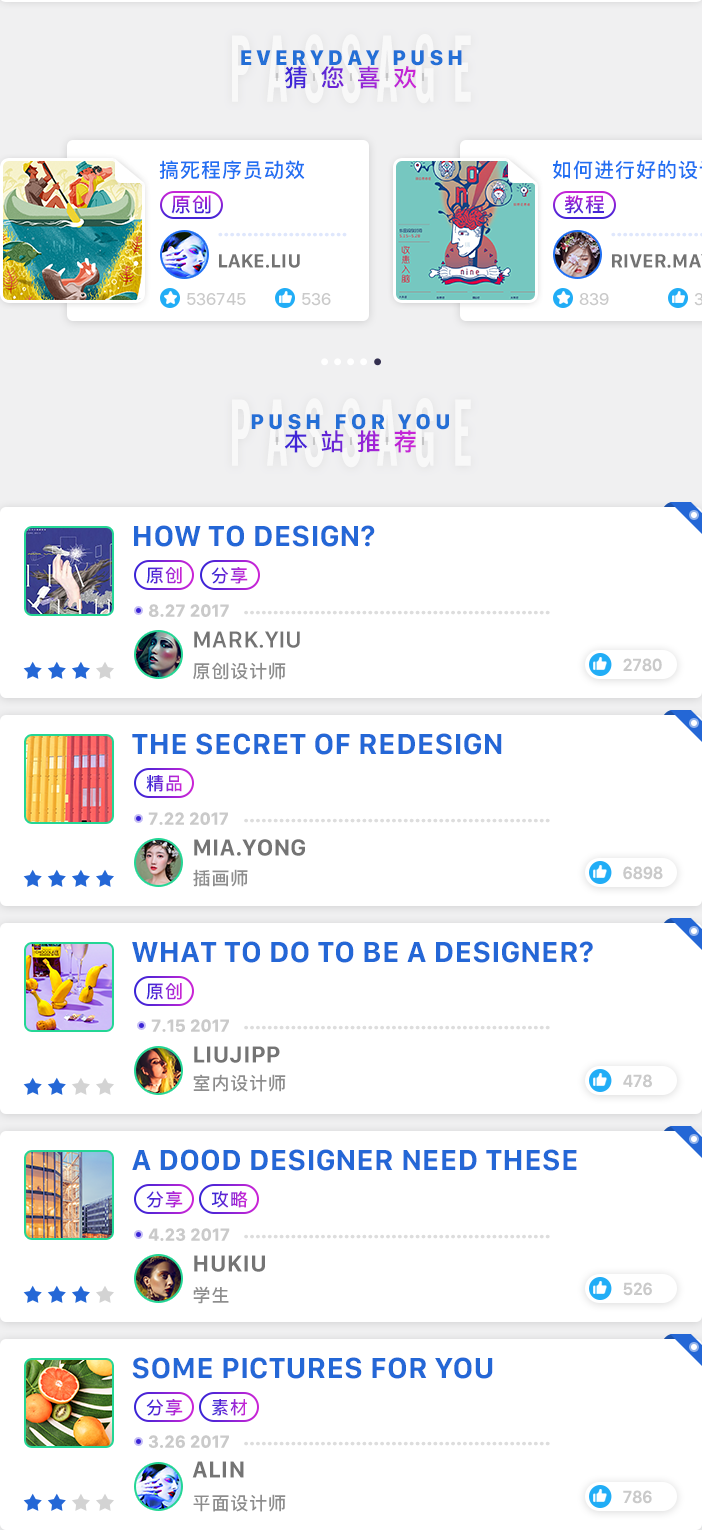 PASSAGE
EVERYDAY PUSH
猜您喜欢
搞死程序员动效
原创
LAKE.LIU
536745 536
如何进行好的设
教程
nine
收惠入脑
RIVER.MA
839
PASSAGE
PUSH FOR YOU
本站推荐
HOW TO DESIGN?
原创 分享
8.27 2017
MARK.YIU
原创设计师
2780
THE SECRET OF REDESIGN
精品
7.22 2017
MIA.YONG
插画师
6898
WHAT TO DO TO BE A DESIGNER?
原创
7.15 2017
LIUJIPP
室内设计师
478
A DOOD DESIGNER NEED THESE
分享 攻略
4.23 2017
HUKIU
学生
526
SOME PICTURES FOR YOU
分享 素材
3.26 2017
ALIN
平面设计师
786